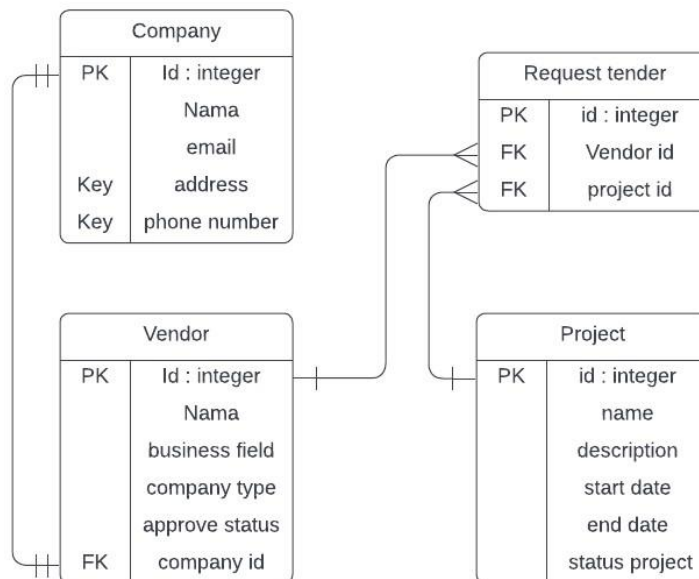 Company
PK Id : integer
Nama
email
Key address
Key phone number
Request tender
PK id : integer
FK Vendor id
FK project id
Vendor
PK Id : integer
Nama
business field
company type
approve status
FK company id
Project
PK id : integer
name
description
start date
end date
status project